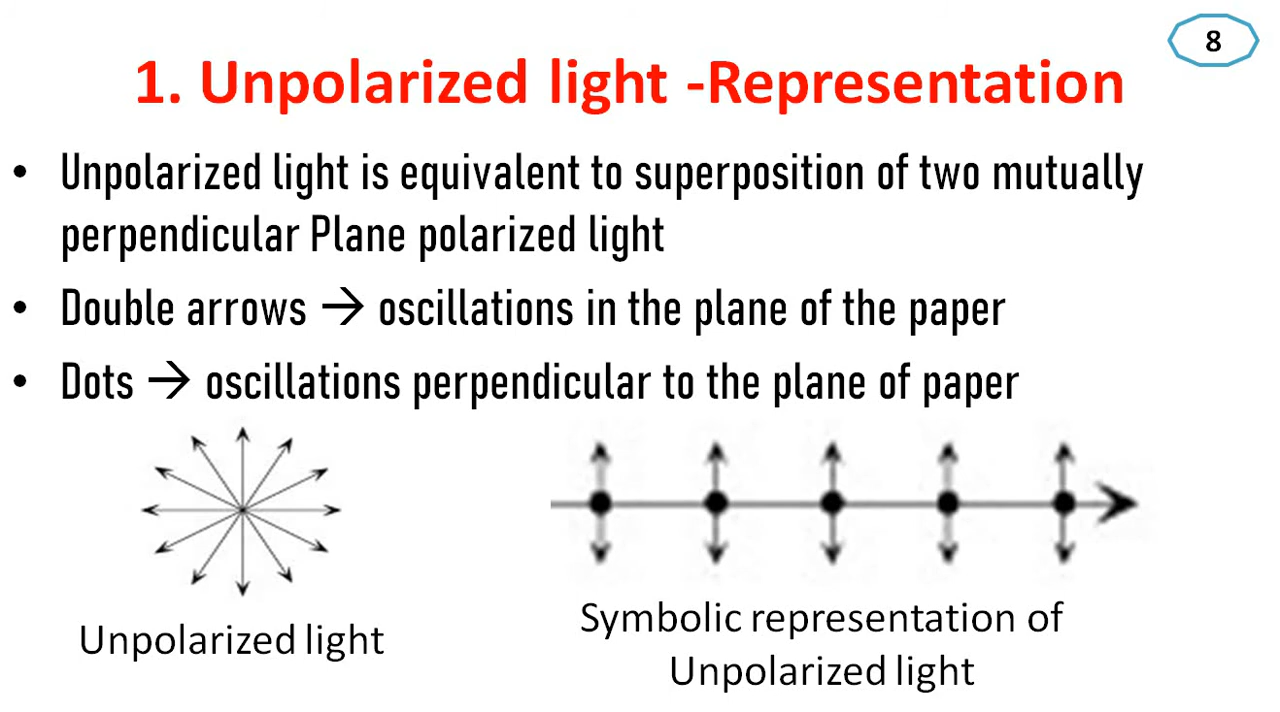 8
1. Unpolarized light -Representation
• Unpolarized light is equivalent to superposition of two mutually
perpendicular Plane polarized light
• Double arrows → oscillations in the plane of the paper
• Dots → oscillations perpendicular to the plane of paper
Unpolarized light
Symbolic representation of
Unpolarized light